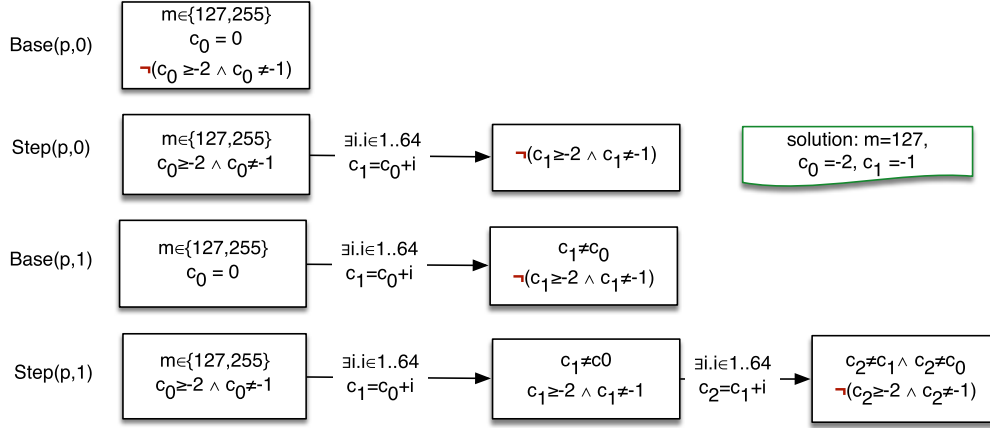 Base(p,0)
m∈{127,255}
c0 = 0
¬(c0 ≥-2 ∧ c0 ≠-1)
Step(p,0)
m∈{127,255}
c0≥-2 ∧ c0≠-1
∃i.i∈1..64
c1=c0+i
¬(c1≥-2 ∧ c1≠-1)
solution: m=127,
c0 =-2, c1 =-1
Base(p,1)
m∈{127,255}
c0 = 0
∃i.i∈1..64
c1=c0+i
c1≠c0
¬(c1≥-2 ∧ c1≠-1)
Step(p,1)
m∈{127,255}
c0≥-2 ∧ c0≠-1
∃i.i∈1..64
c1=c0+i
c1≠c0
c1≥-2 ∧ c1≠-1
∃i.i∈1..64
c2=c1+i
c2≠c1∧ c2≠c0
¬(c2≥-2 ∧ c2≠-1)